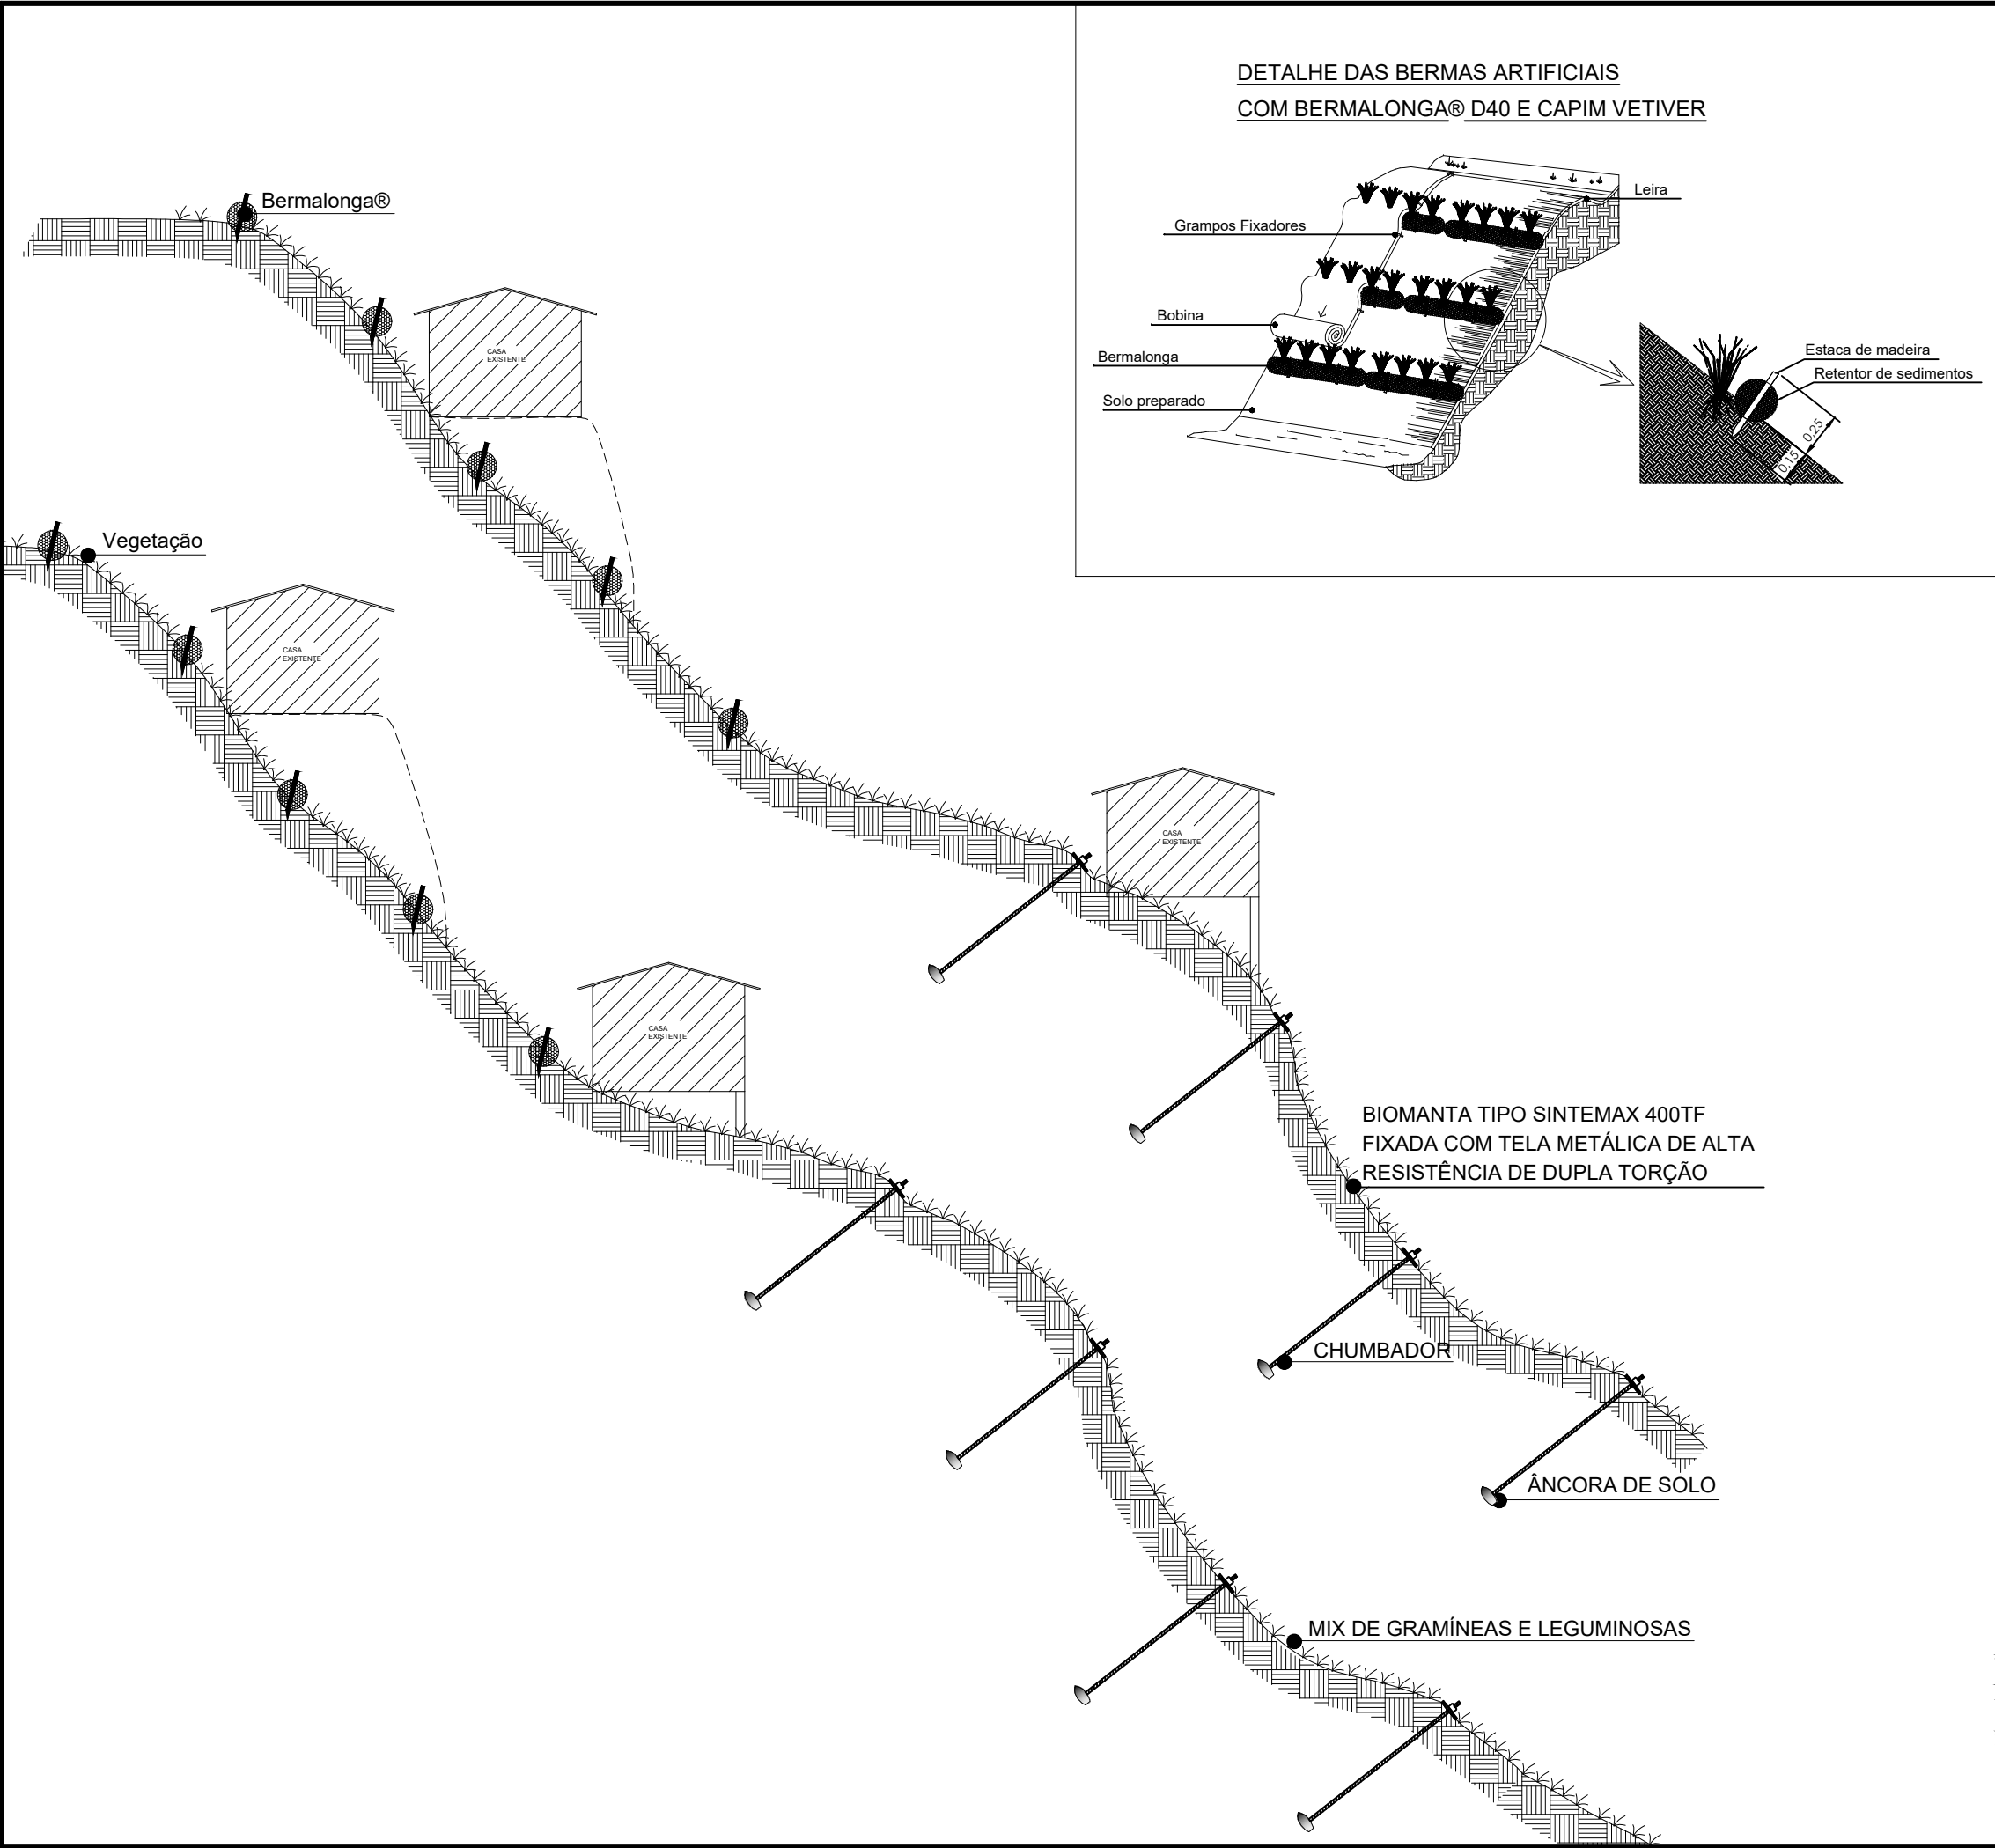 DETALHE DAS BERMAS ARTIFICIAIS
COM BERMALONGA® D40 E CAPIM VETIVER
Leira
Grampos Fixadores
Bobina
Bermalonga
Solo preparado
Estaca de madeira
Retentor de sedimentos
0,25
0,15
Bermalonga®
CASA
EXISTENTE
Vegetação
CASA
EXISTENTE
CASA
EXISTENTE
CASA
EXISTENTE
BIOMANTA TIPO SINTEMAX 400TF
FIXADA COM TELA METÁLICA DE ALTA
RESISTÊNCIA DE DUPLA TORÇÃO
CHUMBADOR
ÂNCORA DE SOLO
MIX DE GRAMÍNEAS E LEGUMINOSAS